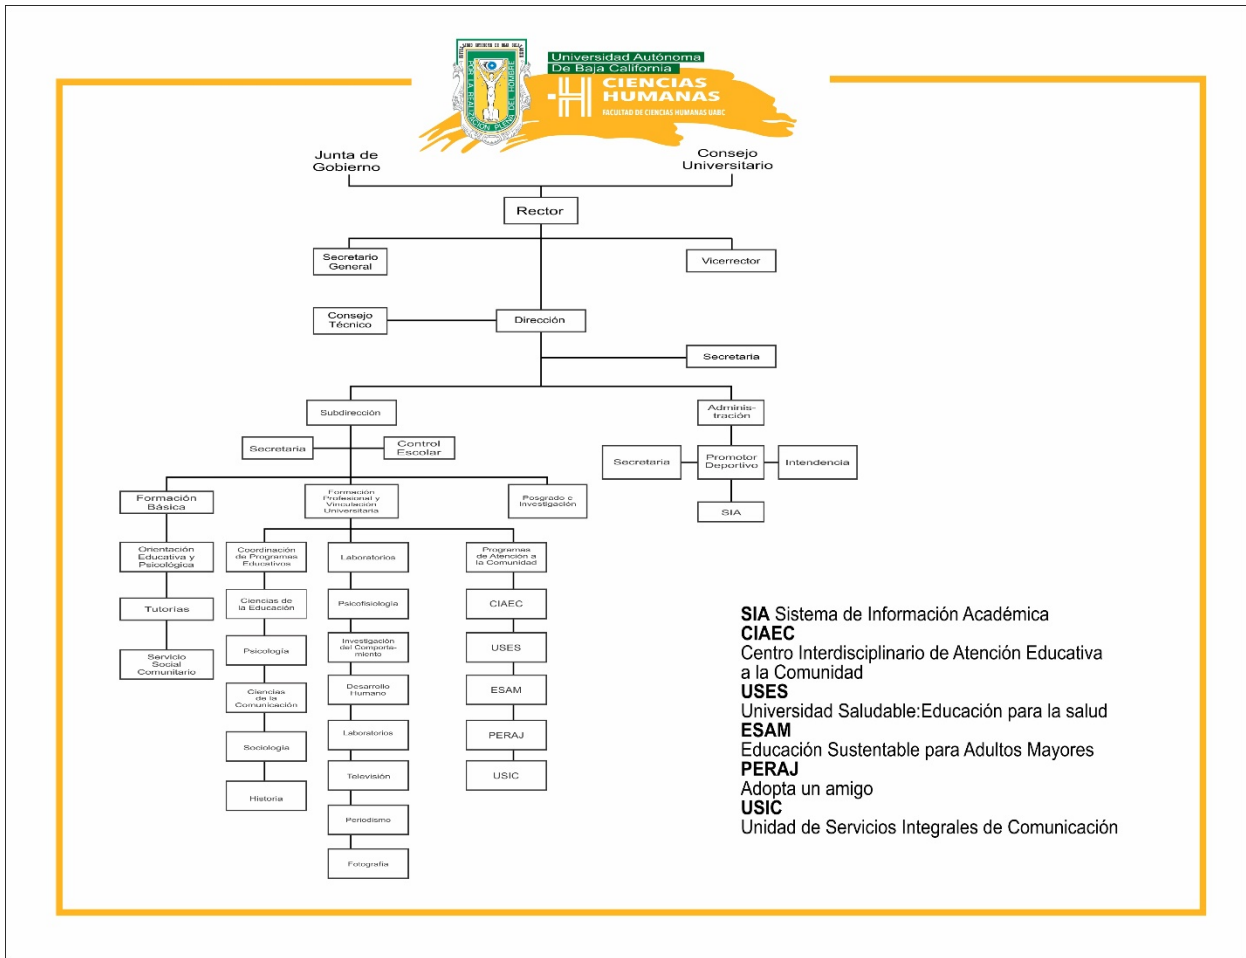 POR LA REALIZACIÓN PLENA DEL HOMBRE
Universidad Autónoma
De Baja California
CIENCIAS
HUMANAS
FACULTAD DE CIENCIAS HUMANAS UABC
Junta de
Gobierno
Consejo
Universitario
Rector
Secretario
General
Vicerrector
Consejo
Técnico
Dirección
Secretaria
Subdirección
Adminis-
tración
Secretaria
Control
Escolar
Secretaria
Promotor
Deportivo
Intendencia
SIA
Formación
Básica
Formación
Profesional y
Vinculación
Universitaria
Posgrado e
Investigación
Orientación
Educativa y
Psicológica
Tutorías
Servicio
Social
Comunitario
Coordinación
de Programas
Educativos
Ciencias de
la Educación
Psicología
Ciencias
de la
Comunicación
Sociología
Historia
Laboratorios
Psicofisiología
Investigación
del Comporta-
miento
Desarrollo
Humano
Laboratorios
Televisión
Periodismo
Fotografía
Programas
de Atención a
la Comunidad
CIAEC
USES
ESAM
PERAJ
USIC
SIA Sistema de Información Académica
CIAEC
Centro Interdisciplinario de Atención Educativa
a la Comunidad
USES
Universidad Saludable:Educación para la salud
ESAM
Educación Sustentable para Adultos Mayores
PERAJ
Adopta un amigo
USIC
Unidad de Servicios Integrales de Comunicación